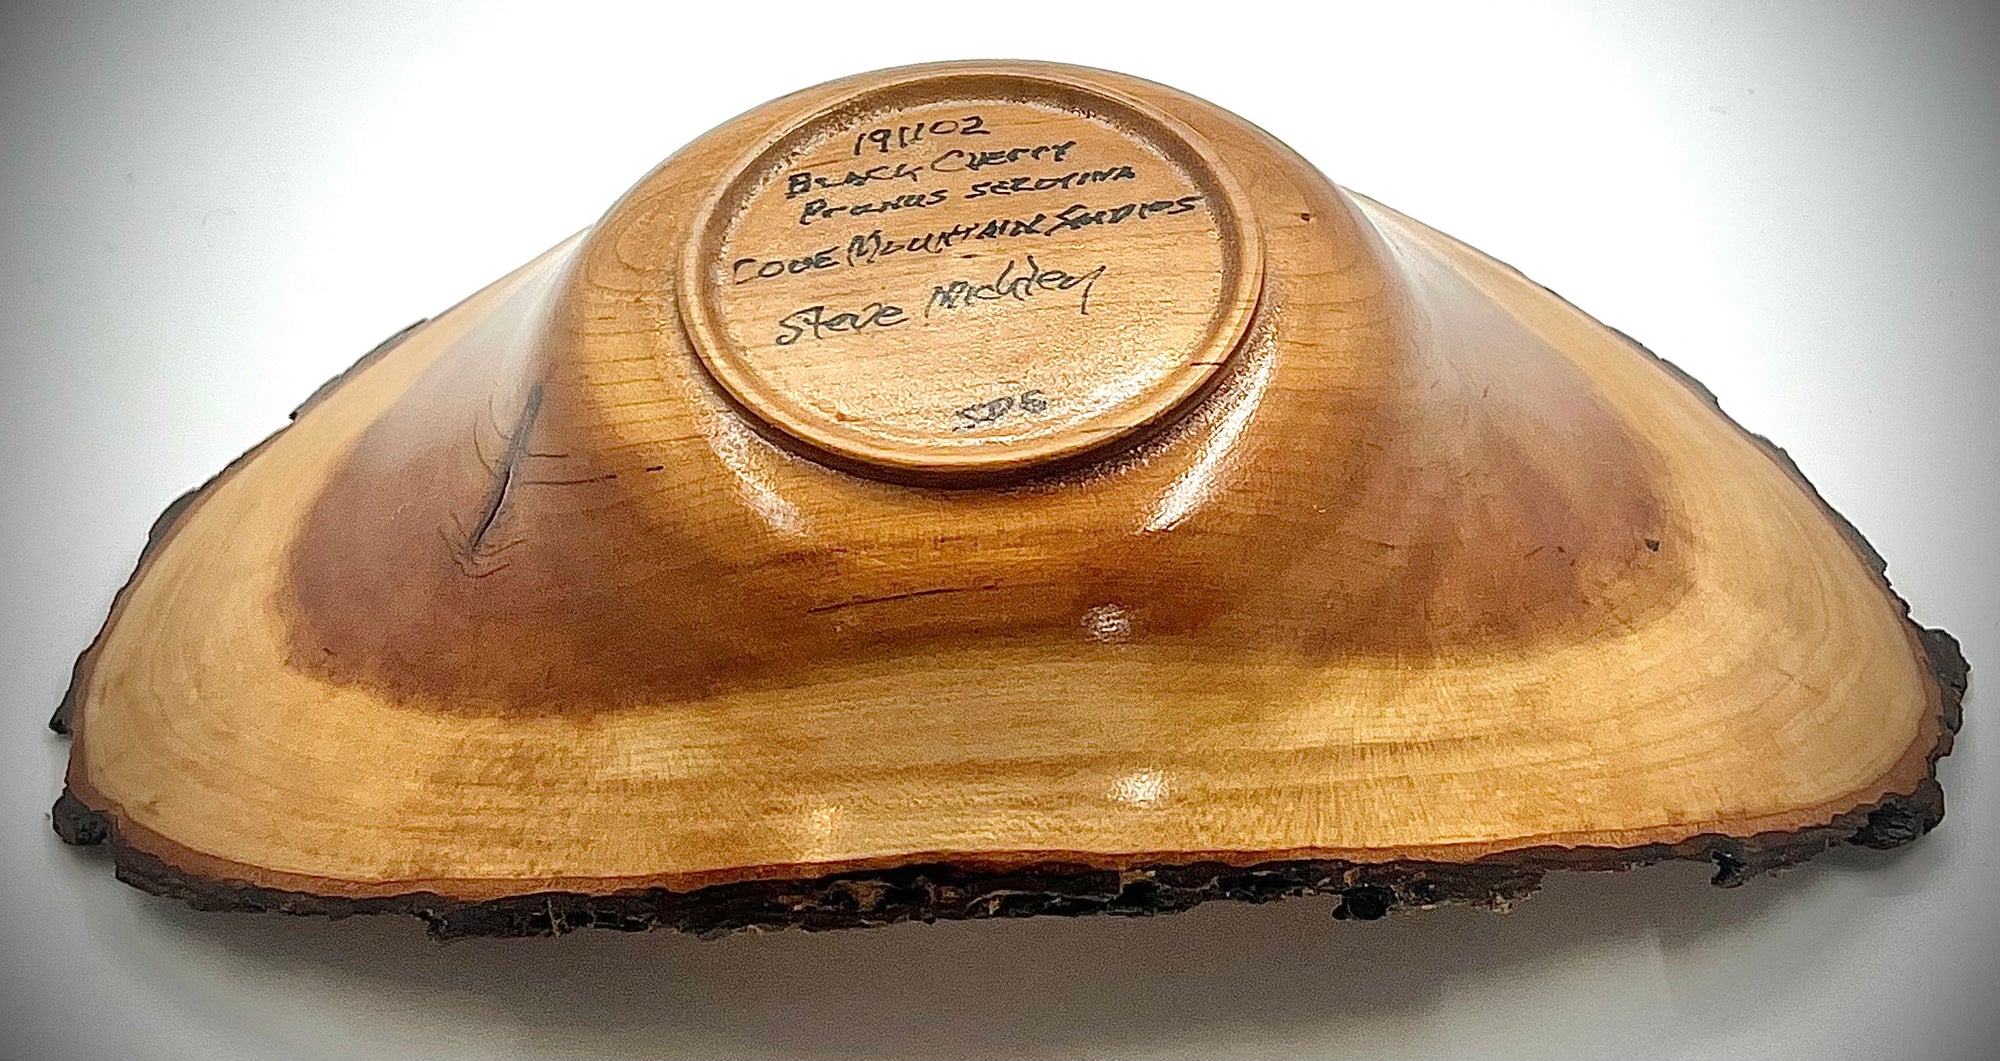 191102
Black Cherry
Prunus serotina
Cove Mountain Studios
Steve Mickley